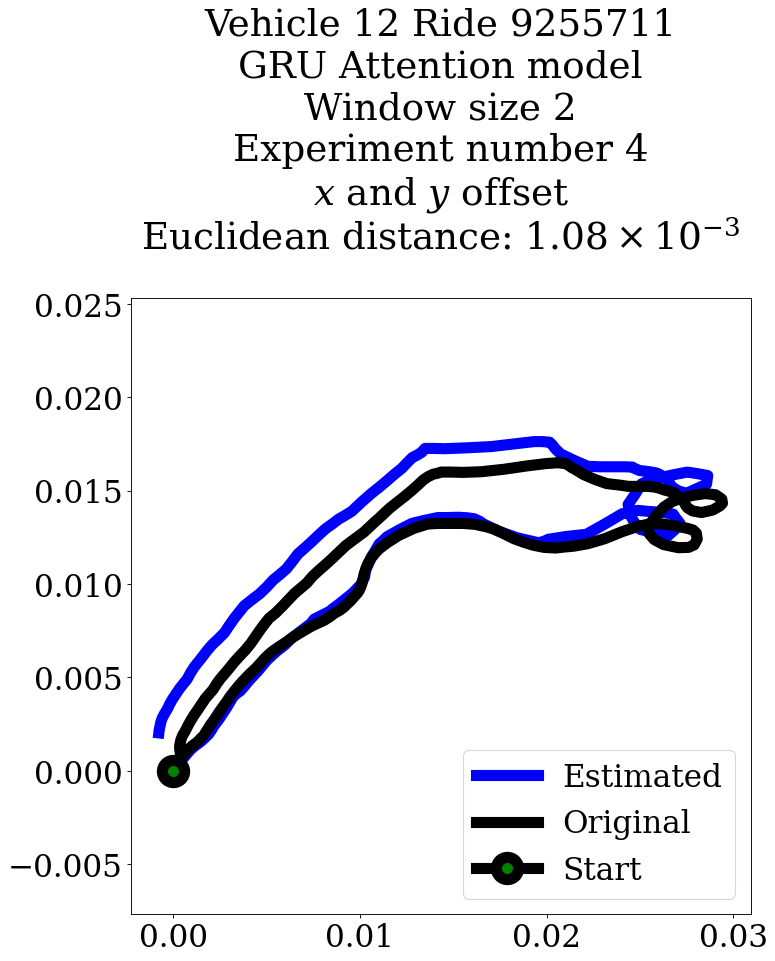 Vehicle 12 Ride 9255711
GRU Attention model
Window size 2
Experiment number 4
x and y offset
Euclidean distance: 1.08 × 10⁻³
0.025
0.020
0.015
0.010
0.005
0.000
−0.005
Estimated
Original
Start
0.00 0.01 0.02 0.03